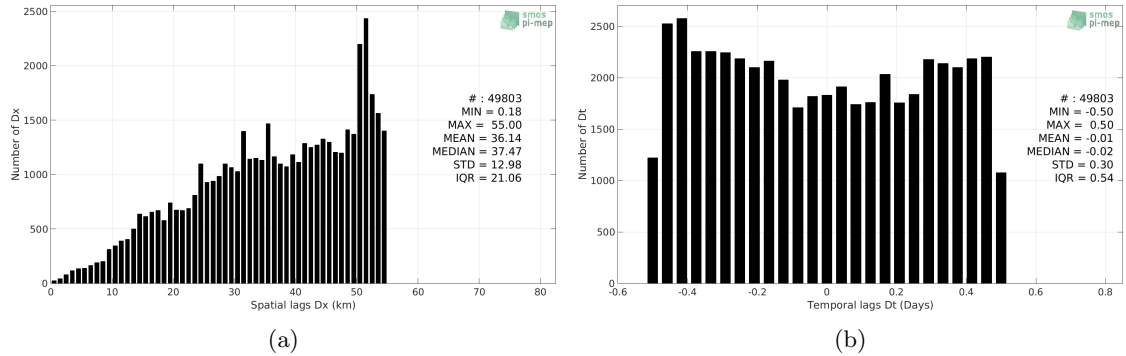 2500
2000
1500
1000
500
0
Number of Dx
0 10 20 30 40 50 60 70 80
Spatial lags Dx (km)
smos
pi-mep
# : 49803
MIN = 0.18
MAX = 55.00
MEAN = 36.14
MEDIAN = 37.47
STD = 12.98
IQR = 21.06
(a)
2500
2000
1500
1000
500
0
Number of Dt
-0.6 -0.4 -0.2 0 0.2 0.4 0.6 0.8
Temporal lags Dt (Days)
smos
pi-mep
# : 49803
MIN = -0.50
MAX = 0.50
MEAN = -0.01
MEDIAN = -0.02
STD = 0.30
IQR = 0.54
(b)